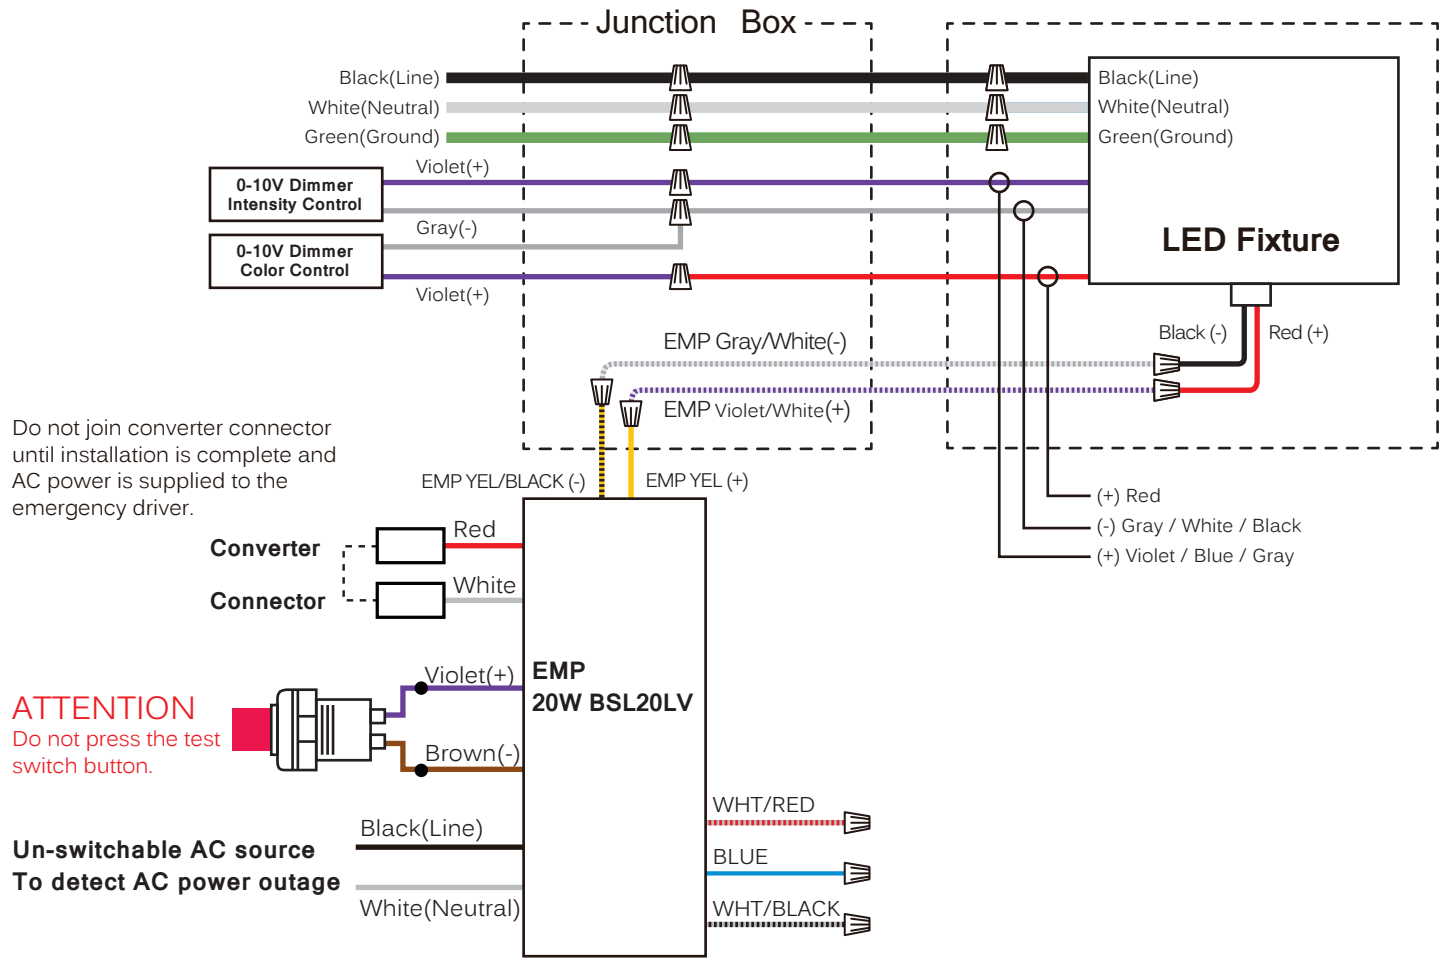 Junction Box
Black(Line)
White(Neutral)
Green(Ground)
Black(Line)
White(Neutral)
Green(Ground)
Violet(+)
0-10V Dimmer
Intensity Control
Gray(-)
0-10V Dimmer
Color Control
Violet(+)
LED Fixture
Black (-)
Red (+)
EMP Gray/White(-)
EMP Violet/White(+)
Do not join converter connector
until installation is complete and
AC power is supplied to the
emergency driver.
EMP YEL/BLACK (-)
EMP YEL (+)
(+) Red
(-) Gray / White / Black
(+) Violet / Blue / Gray
Converter
Red
Connector
White
EMP
20W BSL20LV
Violet(+)
Brown(-)
ATTENTION
Do not press the test
switch button.
Un-switchable AC source
To detect AC power outage
Black(Line)
White(Neutral)
WHT/RED
BLUE
WHT/BLACK